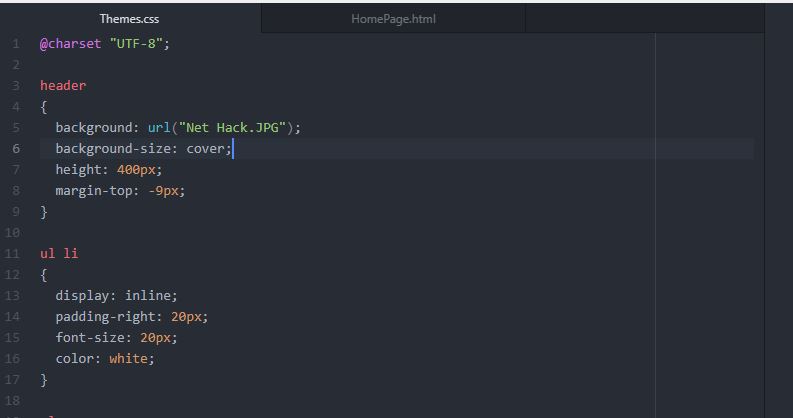 Themes.css HomePage.html
1 @charset "UTF-8";
2
3 header
4 {
5 background: url("Net Hack.JPG");
6 background-size: cover;
7 height: 400px;
8 margin-top: -9px;
9 }
10
11 ul li
12 {
13 display: inline;
14 padding-right: 20px;
15 font-size: 20px;
16 color: white;
17 }
18